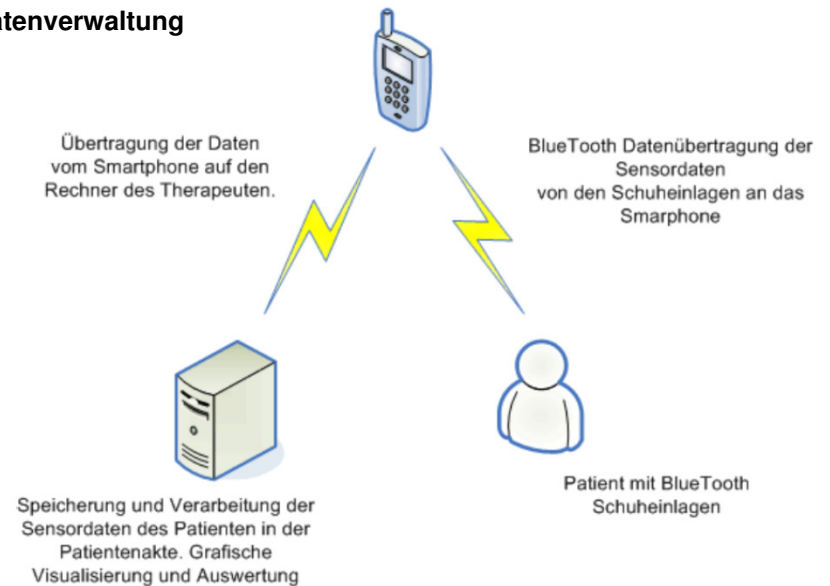 atenverwaltung
Übertragung der Daten
vom Smartphone auf den
Rechner des Therapeuten.
BlueTooth Datenübertragung der
Sensordaten
von den Schuheinlagen an das
Smarphone
Patient mit BlueTooth
Schuheinlagen
Speicherung und Verarbeitung der
Sensordaten des Patienten in der
Patientenakte. Grafische
Visualisierung und Auswertung